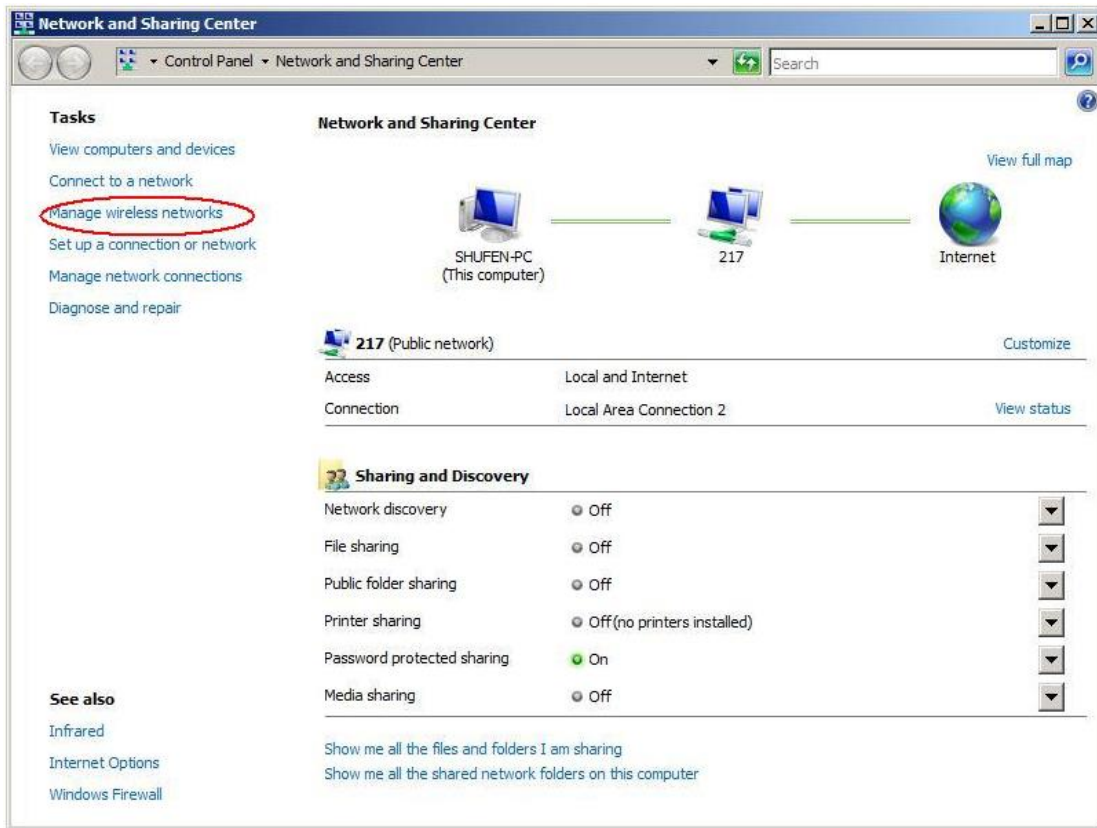 Network and Sharing Center
Control Panel Network and Sharing Center
Search
Tasks
View computers and devices
Connect to a network
Manage wireless networks
Set up a connection or network
Manage network connections
Diagnose and repair
See also
Infrared
Internet Options
Windows Firewall
Network and Sharing Center
View full map
SHUFEN-PC
(This computer)
217
Internet
217 (Public network) Customize
Access Local and Internet
Connection Local Area Connection 2 View status
Sharing and Discovery
Network discovery Off
File sharing Off
Public folder sharing Off
Printer sharing Off(no printers installed)
Password protected sharing On
Media sharing Off
Show me all the files and folders I am sharing
Show me all the shared network folders on this computer